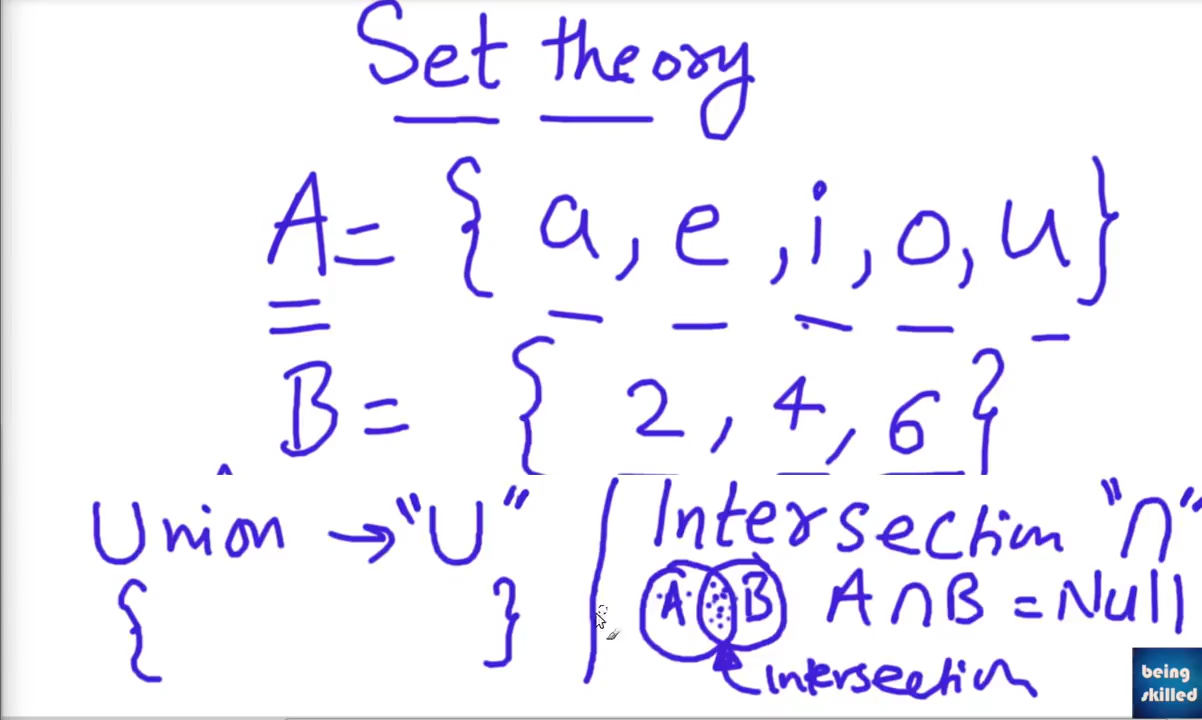 Set theory
A = { a, e, i, o, u }
B = { 2, 4, 6 }
Union → "U"
{ }
Intersection "∩"
A B
A ∩ B = Null
Intersection
being
skilled